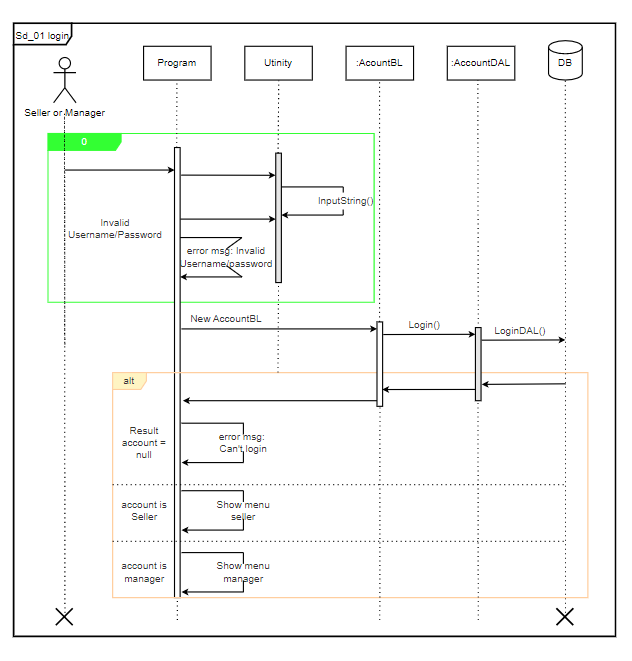 Sd_01 login
Program
Utinity
:AcountBL
:AccountDAL
DB
Seller or Manager
0
InputString()
Invalid
Username/Password
error msg: Invalid
Username/password
New AccountBL
Login()
LoginDAL()
alt
Result
account =
null
error msg:
Can't login
account is
Seller
Show menu
seller
account is
manager
Show menu
manager